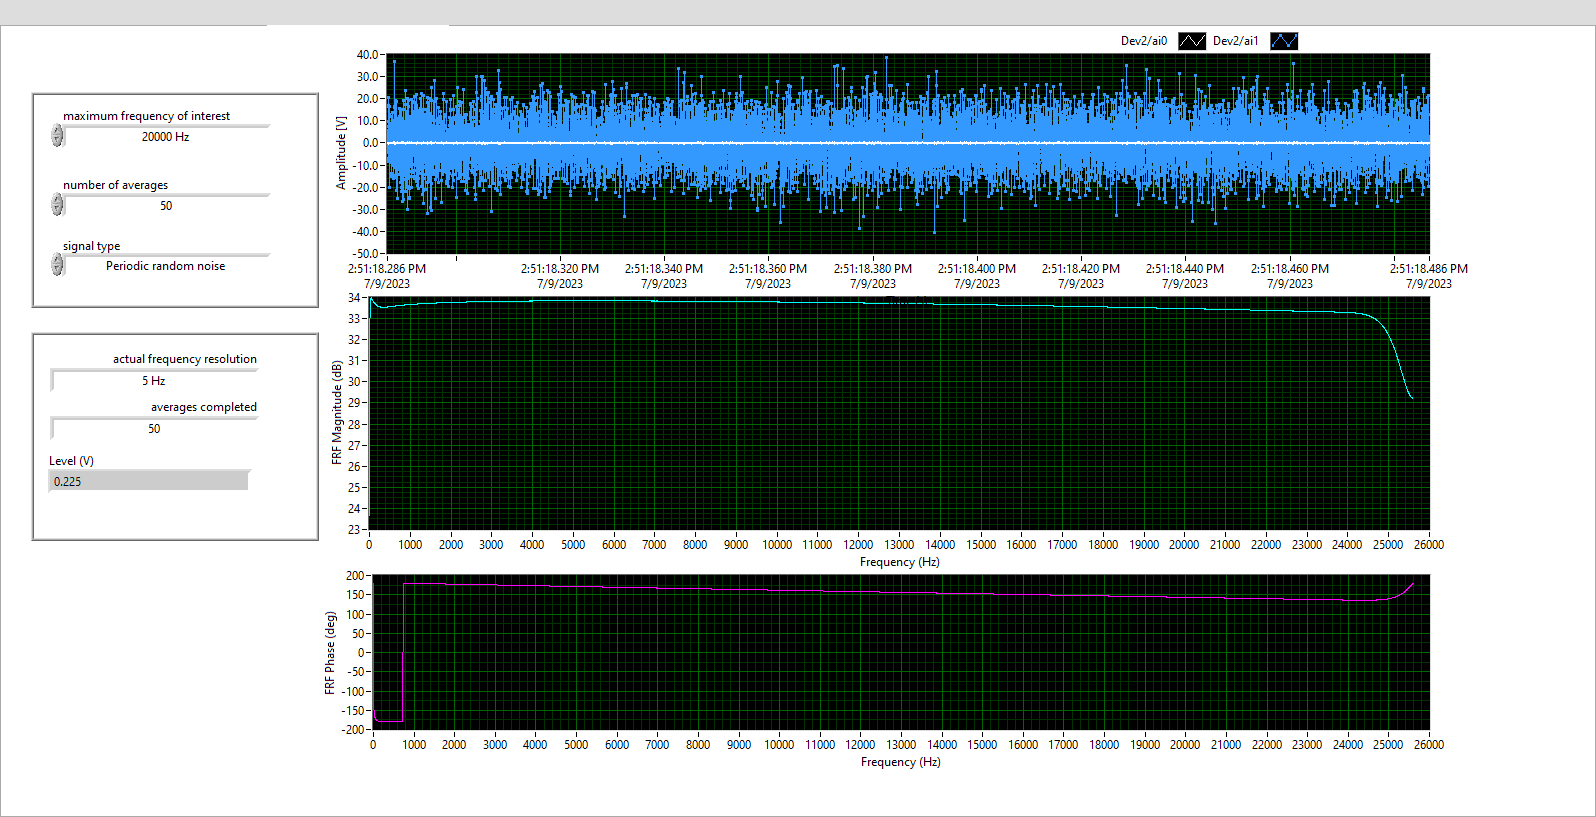 Dev2/ai0 Dev2/ai1
maximum frequency of interest
20000 Hz
number of averages
50
signal type
Periodic random noise
actual frequency resolution
5 Hz
averages completed
50
Level (V)
0.225
Amplitude [V]
40.0
30.0
20.0
10.0
0.0
-10.0
-20.0
-30.0
-40.0
-50.0
2:51:18.286 PM 2:51:18.320 PM 2:51:18.340 PM 2:51:18.360 PM 2:51:18.380 PM 2:51:18.400 PM 2:51:18.420 PM 2:51:18.440 PM 2:51:18.460 PM 2:51:18.486 PM
7/9/2023 7/9/2023 7/9/2023 7/9/2023 7/9/2023 7/9/2023 7/9/2023 7/9/2023 7/9/2023 7/9/2023
FRF Magnitude (dB)
34
33
32
31
30
29
28
27
26
25
24
23
0 1000 2000 3000 4000 5000 6000 7000 8000 9000 10000 11000 12000 13000 14000 15000 16000 17000 18000 19000 20000 21000 22000 23000 24000 25000 26000
Frequency (Hz)
FRF Phase (deg)
200
150
100
50
0
-50
-100
-150
-200
0 1000 2000 3000 4000 5000 6000 7000 8000 9000 10000 11000 12000 13000 14000 15000 16000 17000 18000 19000 20000 21000 22000 23000 24000 25000 26000
Frequency (Hz)